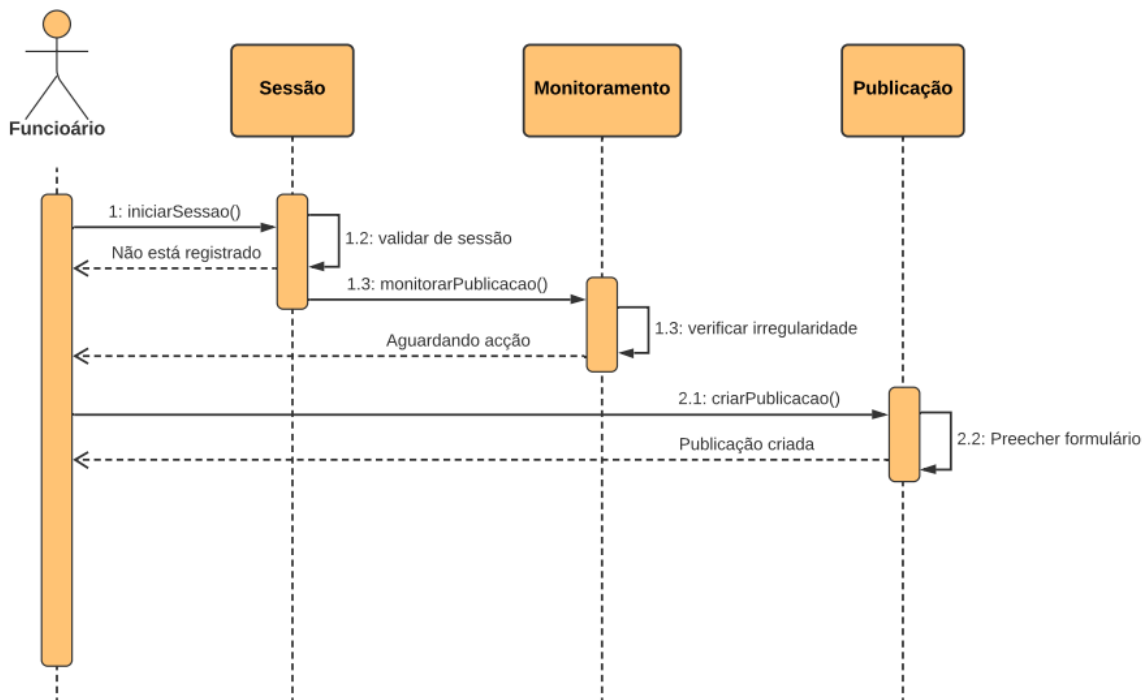 Funcioário
Sessão
Monitoramento
Publicação
1: iniciarSessao()
1.2: validar de sessão
Não está registrado
1.3: monitorarPublicacao()
1.3: verificar irregularidade
Aguardando acção
2.1: criarPublicacao()
2.2: Preecher formulário
Publicação criada